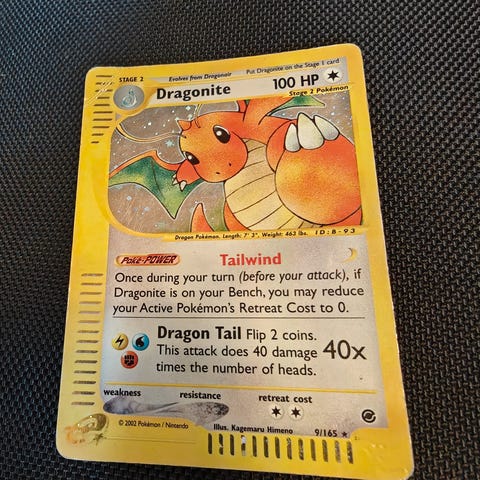 STAGE 2 Evolves from Dragonair Put Dragonite on the Stage 1 card
Dragonite 100 HP
Stage 2 Pokémon
Dragon Pokémon. Length: 7' 3", Weight: 463 lbs. ID: B-93
Poké-POWER Tailwind
Once during your turn (before your attack), if
Dragonite is on your Bench, you may reduce
your Active Pokémon's Retreat Cost to 0.
Dragon Tail Flip 2 coins.
This attack does 40 damage 40x
times the number of heads.
weakness resistance retreat cost
© 2002 Pokémon / Nintendo Illus. Kagemaru Himeno 9/165 ★